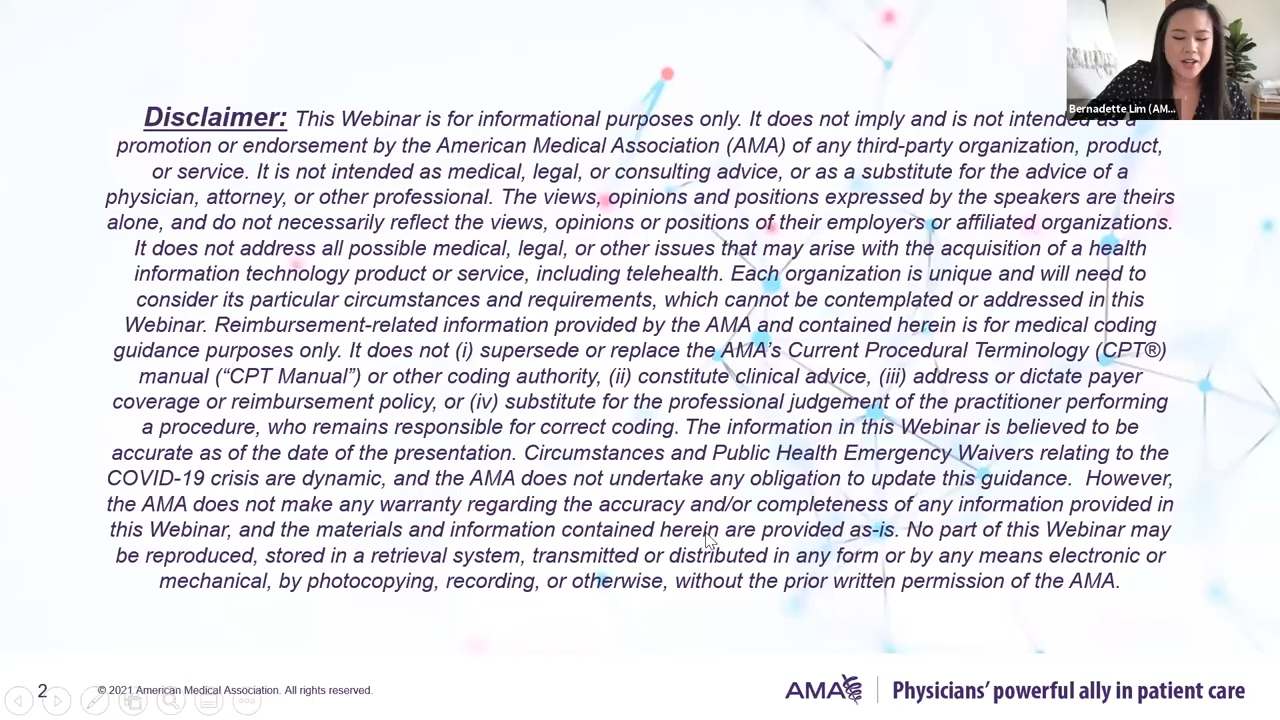 Bernadette Lim (AM...
Disclaimer: This Webinar is for informational purposes only. It does not imply and is not intended as a
promotion or endorsement by the American Medical Association (AMA) of any third-party organization, product,
or service. It is not intended as medical, legal, or consulting advice, or as a substitute for the advice of a
physician, attorney, or other professional. The views, opinions and positions expressed by the speakers are theirs
alone, and do not necessarily reflect the views, opinions or positions of their employers or affiliated organizations.
It does not address all possible medical, legal, or other issues that may arise with the acquisition of a health
information technology product or service, including telehealth. Each organization is unique and will need to
consider its particular circumstances and requirements, which cannot be contemplated or addressed in this
Webinar. Reimbursement-related information provided by the AMA and contained herein is for medical coding
guidance purposes only. It does not (i) supersede or replace the AMA’s Current Procedural Terminology (CPT®)
manual (“CPT Manual”) or other coding authority, (ii) constitute clinical advice, (iii) address or dictate payer
coverage or reimbursement policy, or (iv) substitute for the professional judgement of the practitioner performing
a procedure, who remains responsible for correct coding. The information in this Webinar is believed to be
accurate as of the date of the presentation. Circumstances and Public Health Emergency Waivers relating to the
COVID-19 crisis are dynamic, and the AMA does not undertake any obligation to update this guidance. However,
the AMA does not make any warranty regarding the accuracy and/or completeness of any information provided in
this Webinar, and the materials and information contained herein are provided as-is. No part of this Webinar may
be reproduced, stored in a retrieval system, transmitted or distributed in any form or by any means electronic or
mechanical, by photocopying, recording, or otherwise, without the prior written permission of the AMA.
2
© 2021 American Medical Association. All rights reserved.
AMA
Physicians’ powerful ally in patient care